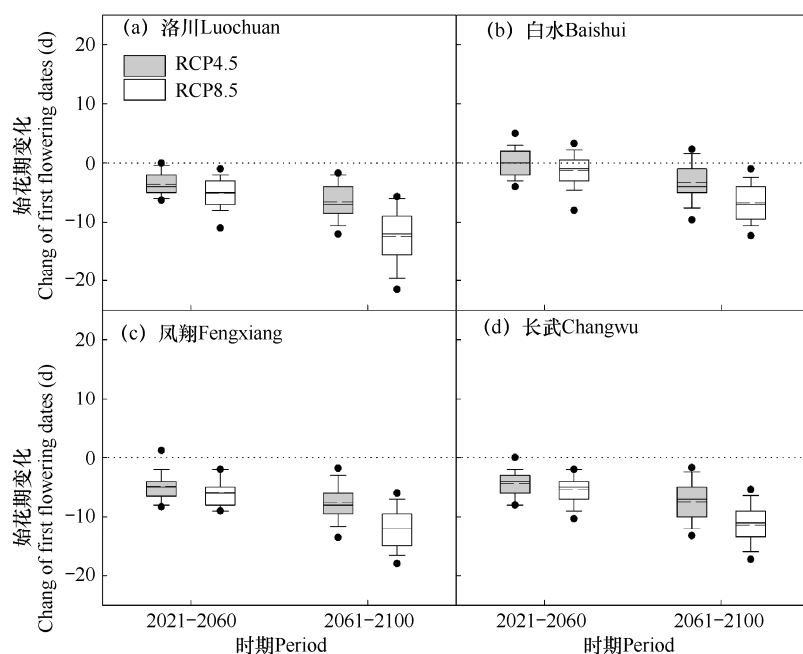 (a) 洛川Luochuan
(b) 白水Baishui
RCP4.5
RCP8.5
20
10
0
−10
−20
始花期变化
Chang of first flowering dates (d)
(c) 凤翔Fengxiang
(d) 长武Changwu
20
10
0
−10
−20
始花期变化
Chang of first flowering dates (d)
2021−2060
2061−2100
2021−2060
2061−2100
时期Period
时期Period